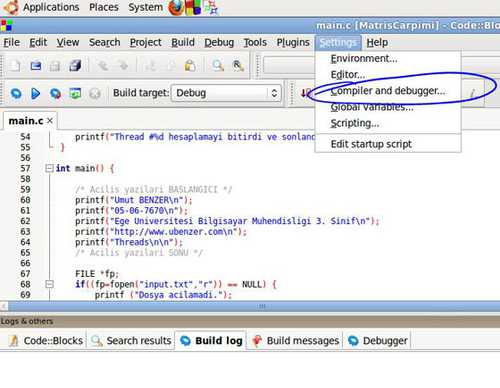 Applications Places System
main.c [MatrisCarpimi] - Code::Blo
File Edit View Search Project Build Debug Tools Plugins Settings Help
Environment...
Editor...
Compiler and debugger...
Global variables...
Scripting...
Edit startup script
Build target: Debug
main.c
54 printf("Thread #%d hesaplamayi bitirdi ve sonland
55 }
56
57 int main() {
58
59 /* Acilis yazilari BASLANGICI */
60 printf("Umut BENZER\n");
61 printf("05-06-7670\n");
62 printf("Ege Universitesi Bilgisayar Muhendisligi 3. Sinif\n");
63 printf("http://www.ubenzer.com\n");
64 printf("Threads\n\n");
65 /* Acilis yazilari SONU */
66
67 FILE *fp;
68 if((fp=fopen("input.txt","r")) == NULL) {
69 printf ("Dosya acilamadi.");
Logs & others
Code::Blocks Search results Build log Build messages Debugger